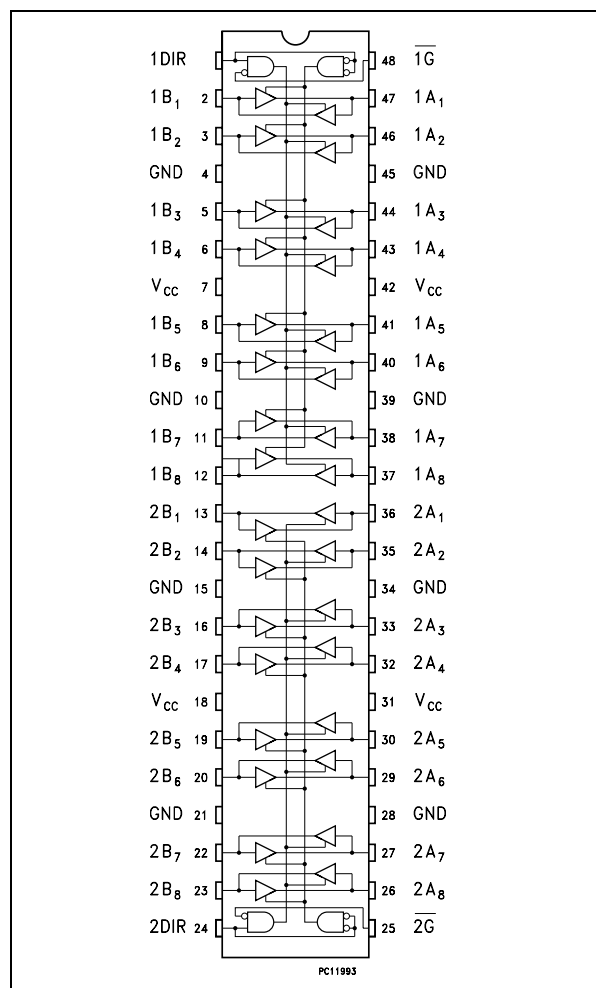 1DIR 48 1G̅
1B₁ 2 47 1A₁
1B₂ 3 46 1A₂
GND 4 45 GND
1B₃ 5 44 1A₃
1B₄ 6 43 1A₄
V_CC 7 42 V_CC
1B₅ 8 41 1A₅
1B₆ 9 40 1A₆
GND 10 39 GND
1B₇ 11 38 1A₇
1B₈ 12 37 1A₈
2B₁ 13 36 2A₁
2B₂ 14 35 2A₂
GND 15 34 GND
2B₃ 16 33 2A₃
2B₄ 17 32 2A₄
V_CC 18 31 V_CC
2B₅ 19 30 2A₅
2B₆ 20 29 2A₆
GND 21 28 GND
2B₇ 22 27 2A₇
2B₈ 23 26 2A₈
2DIR 24 25 2G̅
PC11993